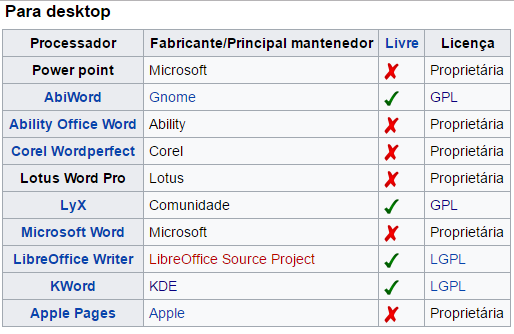 Para desktop
Processador Fabricante/Principal mantenedor Livre Licença
Power point Microsoft ✗ Proprietária
AbiWord Gnome ✓ GPL
Ability Office Word Ability ✗ Proprietária
Corel Wordperfect Corel ✗ Proprietária
Lotus Word Pro Lotus ✗ Proprietária
LyX Comunidade ✓ GPL
Microsoft Word Microsoft ✗ Proprietária
LibreOffice Writer LibreOffice Source Project ✓ LGPL
KWord KDE ✓ LGPL
Apple Pages Apple ✗ Proprietária